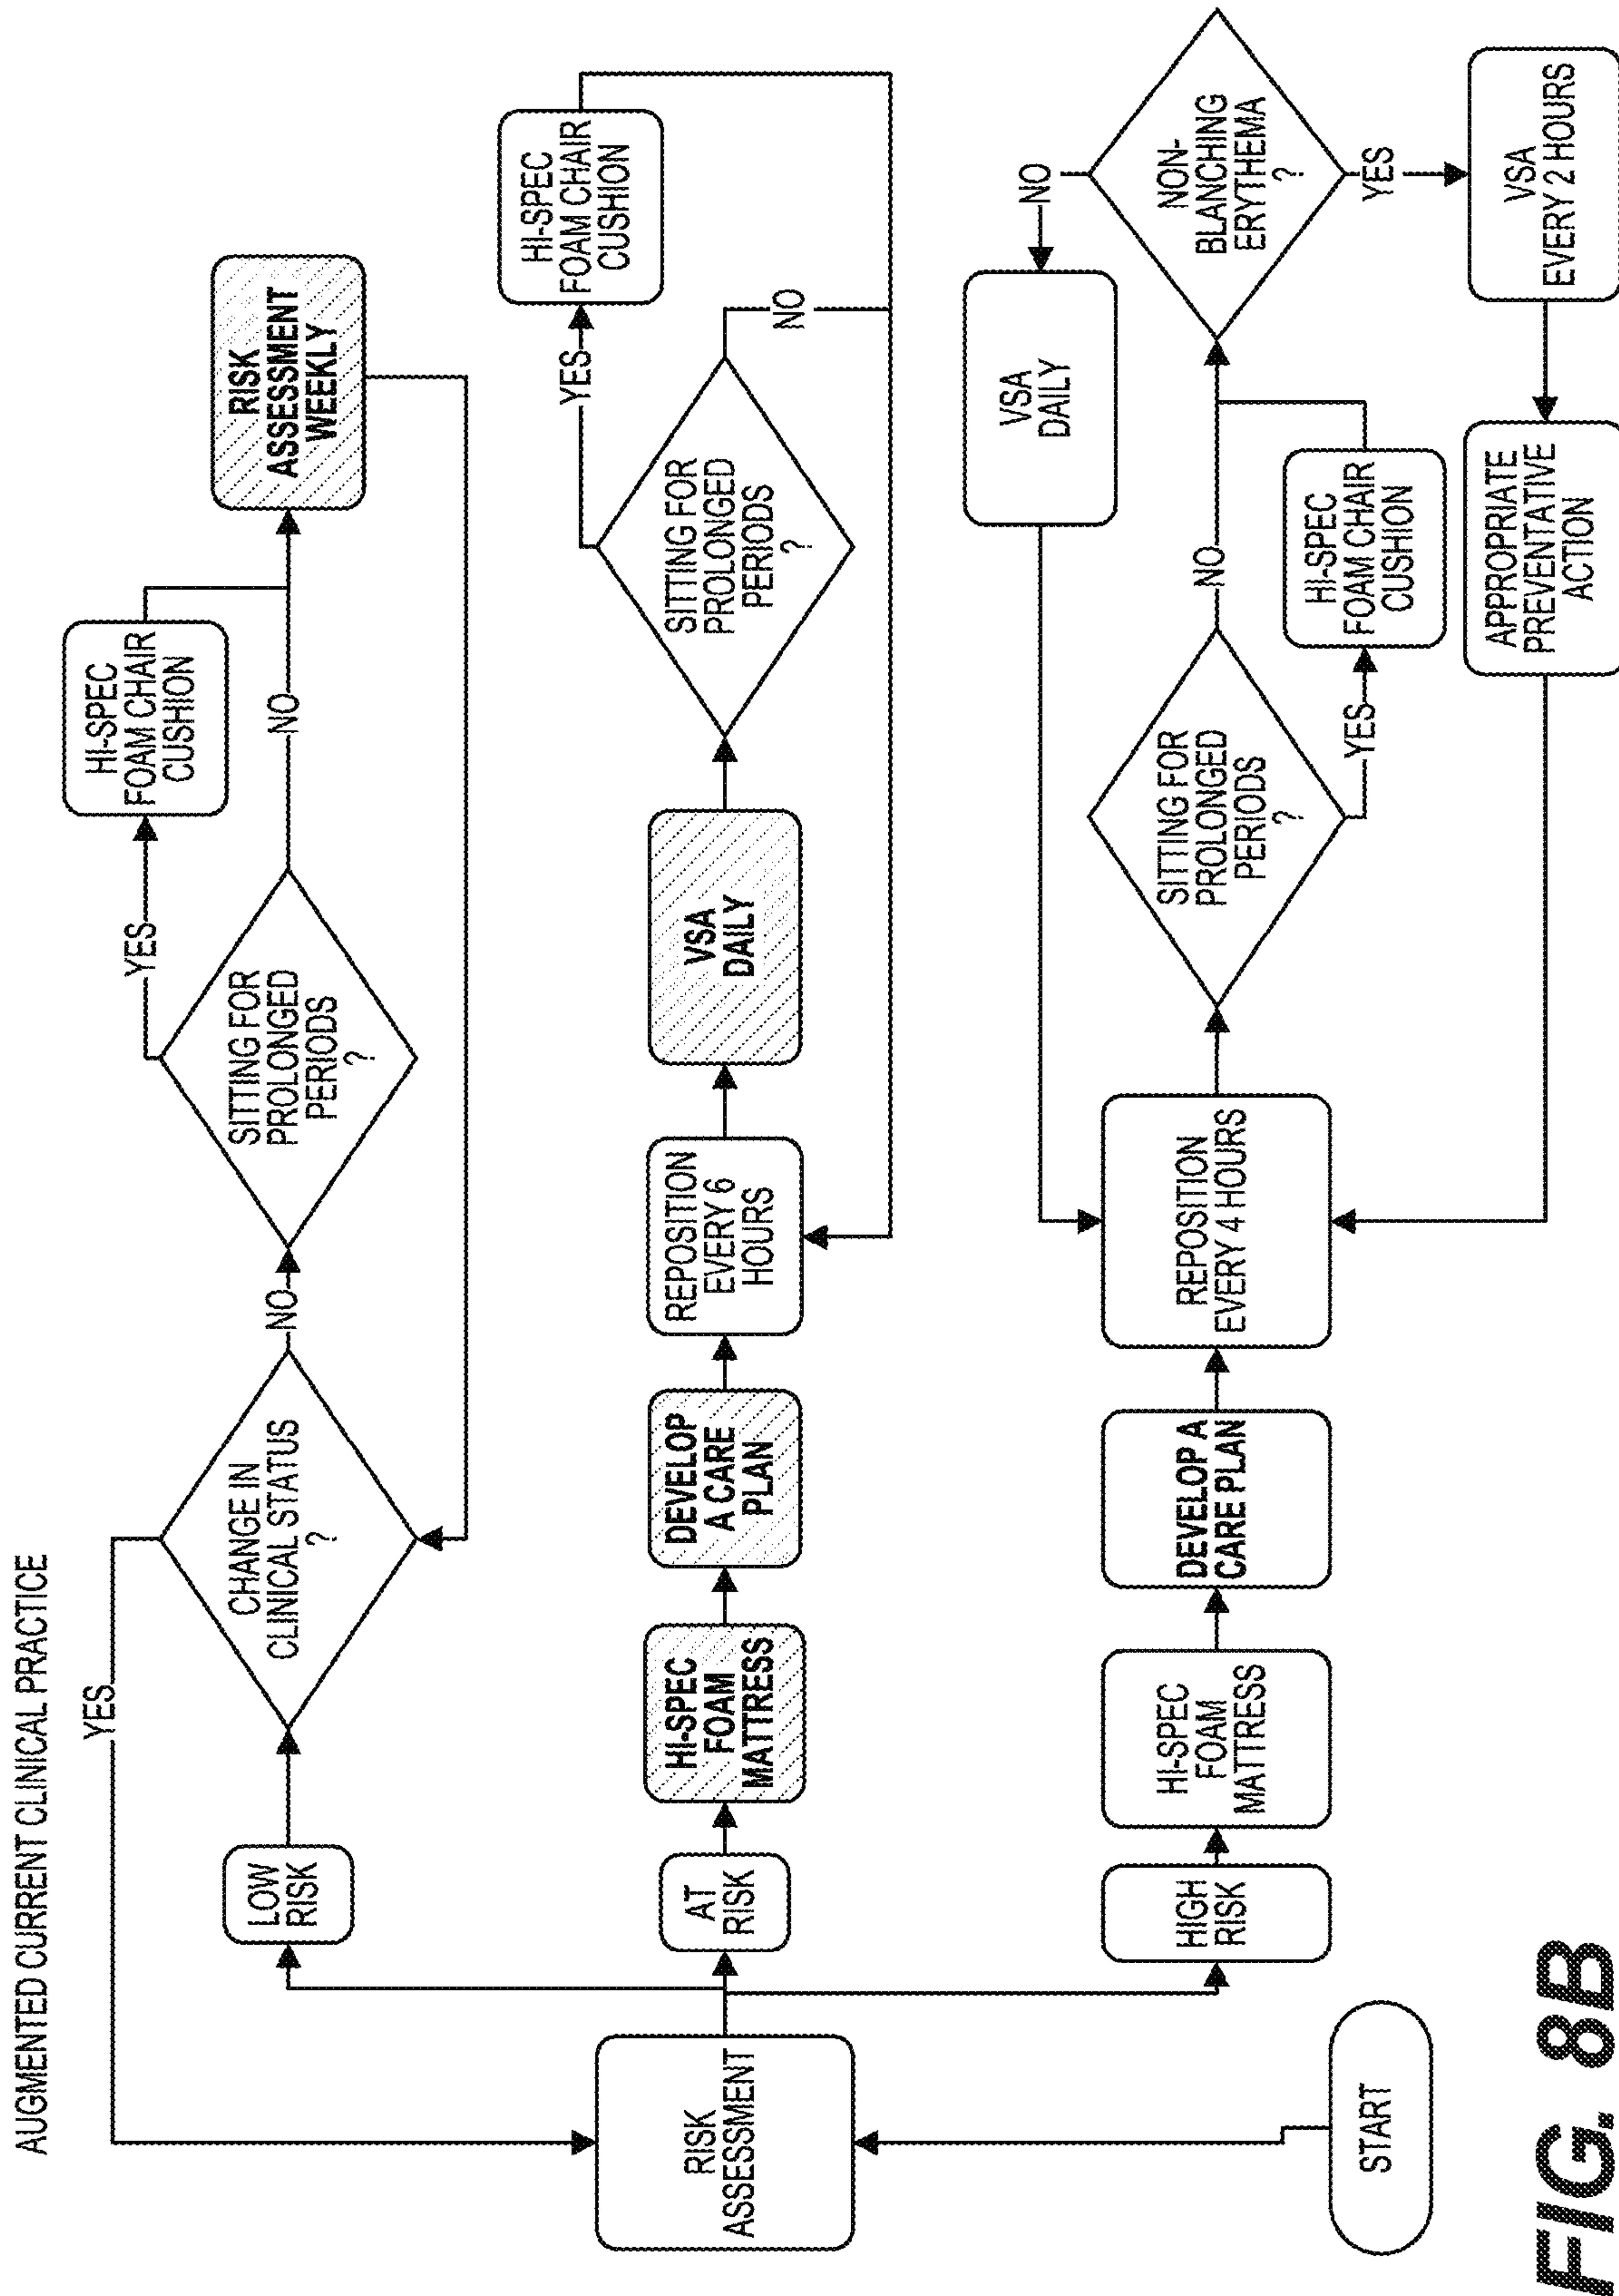 AUGMENTED CURRENT CLINICAL PRACTICE
START
RISK
ASSESSMENT
YES
LOW
RISK
CHANGE IN
CLINICAL STATUS
?
NO
SITTING FOR
PROLONGED
PERIODS
?
YES
HI-SPEC
FOAM CHAIR
CUSHION
NO
RISK
ASSESSMENT
WEEKLY
AT
RISK
HI-SPEC
FOAM
MATTRESS
DEVELOP
A CARE
PLAN
REPOSITION
EVERY 6
HOURS
VSA
DAILY
SITTING FOR
PROLONGED
PERIODS
?
YES
HI-SPEC
FOAM CHAIR
CUSHION
NO
HIGH
RISK
HI-SPEC
FOAM
MATTRESS
DEVELOP A
CARE PLAN
REPOSITION
EVERY 4 HOURS
SITTING FOR
PROLONGED
PERIODS
?
NO
YES
HI-SPEC
FOAM CHAIR
CUSHION
NON-
BLANCHING
ERYTHEMA
?
NO
VSA
DAILY
YES
VSA
EVERY 2 HOURS
APPROPRIATE
PREVENTATIVE
ACTION
FIG. 8B